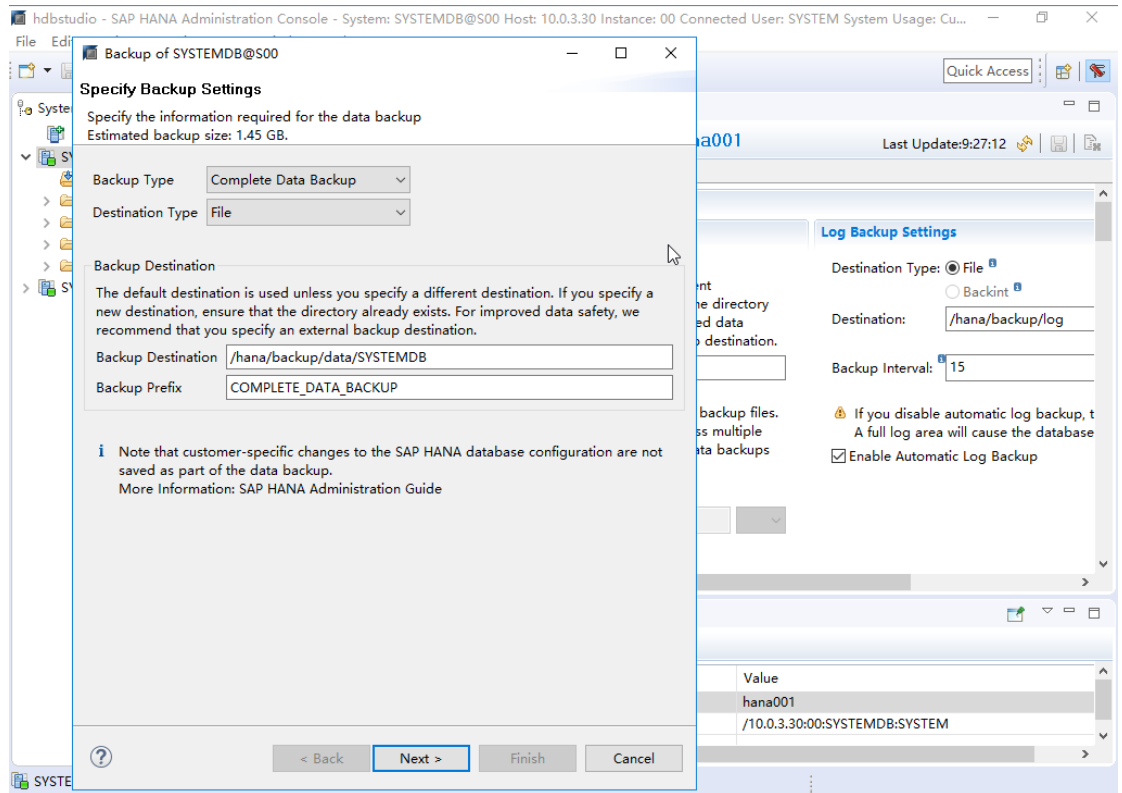 hdbstudio - SAP HANA Administration Console - System: SYSTEMDB@S00 Host: 10.0.3.30 Instance: 00 Connected User: SYSTEM System Usage: Cu...
File Edi
Backup of SYSTEMDB@S00
Quick Access
Specify Backup Settings
Specify the information required for the data backup
Estimated backup size: 1.45 GB.
Syste
Last Update:9:27:12
Backup Type Complete Data Backup
Destination Type File
Backup Destination
The default destination is used unless you specify a different destination. If you specify a
new destination, ensure that the directory already exists. For improved data safety, we
recommend that you specify an external backup destination.
Backup Destination /hana/backup/data/SYSTEMDB
Backup Prefix COMPLETE_DATA_BACKUP
i Note that customer-specific changes to the SAP HANA database configuration are not
saved as part of the data backup.
More Information: SAP HANA Administration Guide
< Back Next > Finish Cancel
Log Backup Settings
Destination Type: File
Backint
Destination: /hana/backup/log
directory
ed data
destination.
Backup Interval: 15
backup files.
ss multiple
ata backups
If you disable automatic log backup, t
A full log area will cause the database
Enable Automatic Log Backup
Value
hana001
/10.0.3.30:00:SYSTEMDB:SYSTEM
SYSTE